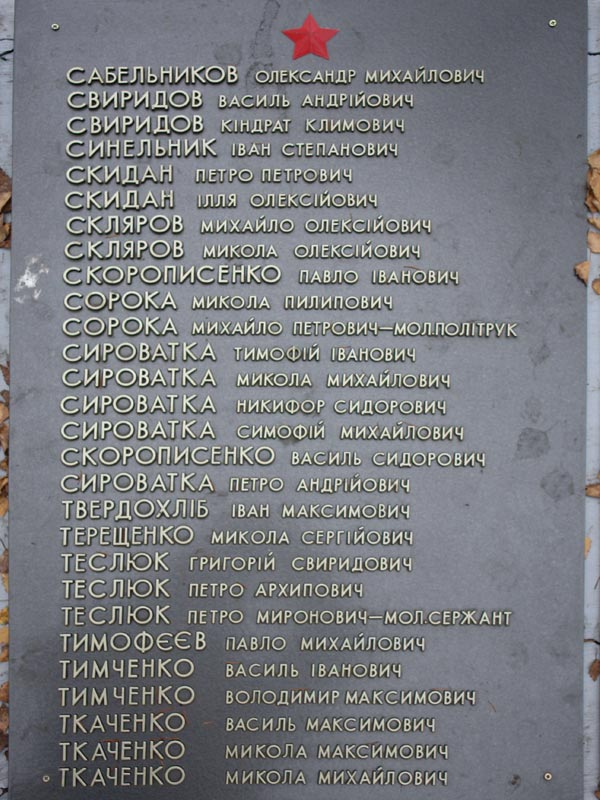 САБЕЛЬНИКОВ ОЛЕКСАНДР МИХАЙЛОВИЧ
СВИРИДОВ ВАСИЛЬ АНДРІЙОВИЧ
СВИРИДОВ КІНДРАТ КЛИМОВИЧ
СИНЕЛЬНИК ІВАН СТЕПАНОВИЧ
СКИДАН ПЕТРО ПЕТРОВИЧ
СКИДАН ІЛЛЯ ОЛЕКСІЙОВИЧ
СКЛЯРОВ МИХАЙЛО ОЛЕКСІЙОВИЧ
СКЛЯРОВ МИКОЛА ОЛЕКСІЙОВИЧ
СКОРОПИСЕНКО ПАВЛО ІВАНОВИЧ
СОРОКА МИКОЛА ПИЛИПОВИЧ
СОРОКА МИХАЙЛО ПЕТРОВИЧ—МОЛ.ПОЛІТРУК
СИРОВАТКА ТИМОФІЙ ІВАНОВИЧ
СИРОВАТКА МИКОЛА МИХАЙЛОВИЧ
СИРОВАТКА НИКИФОР СИДОРОВИЧ
СИРОВАТКА СИМОФІЙ МИХАЙЛОВИЧ
СКОРОПИСЕНКО ВАСИЛЬ СИДОРОВИЧ
СИРОВАТКА ПЕТРО АНДРІЙОВИЧ
ТВЕРДОХЛІБ ІВАН МАКСИМОВИЧ
ТЕРЕЩЕНКО МИКОЛА СЕРГІЙОВИЧ
ТЕСЛЮК ГРИГОРІЙ СВИРИДОВИЧ
ТЕСЛЮК ПЕТРО АРХИПОВИЧ
ТЕСЛЮК ПЕТРО МИРОНОВИЧ—МОЛ.СЕРЖАНТ
ТИМОФЄЄВ ПАВЛО МИХАЙЛОВИЧ
ТИМЧЕНКО ВАСИЛЬ ІВАНОВИЧ
ТИМЧЕНКО ВОЛОДИМИР МАКСИМОВИЧ
ТКАЧЕНКО ВАСИЛЬ МАКСИМОВИЧ
ТКАЧЕНКО МИКОЛА МАКСИМОВИЧ
ТКАЧЕНКО МИКОЛА МИХАЙЛОВИЧ